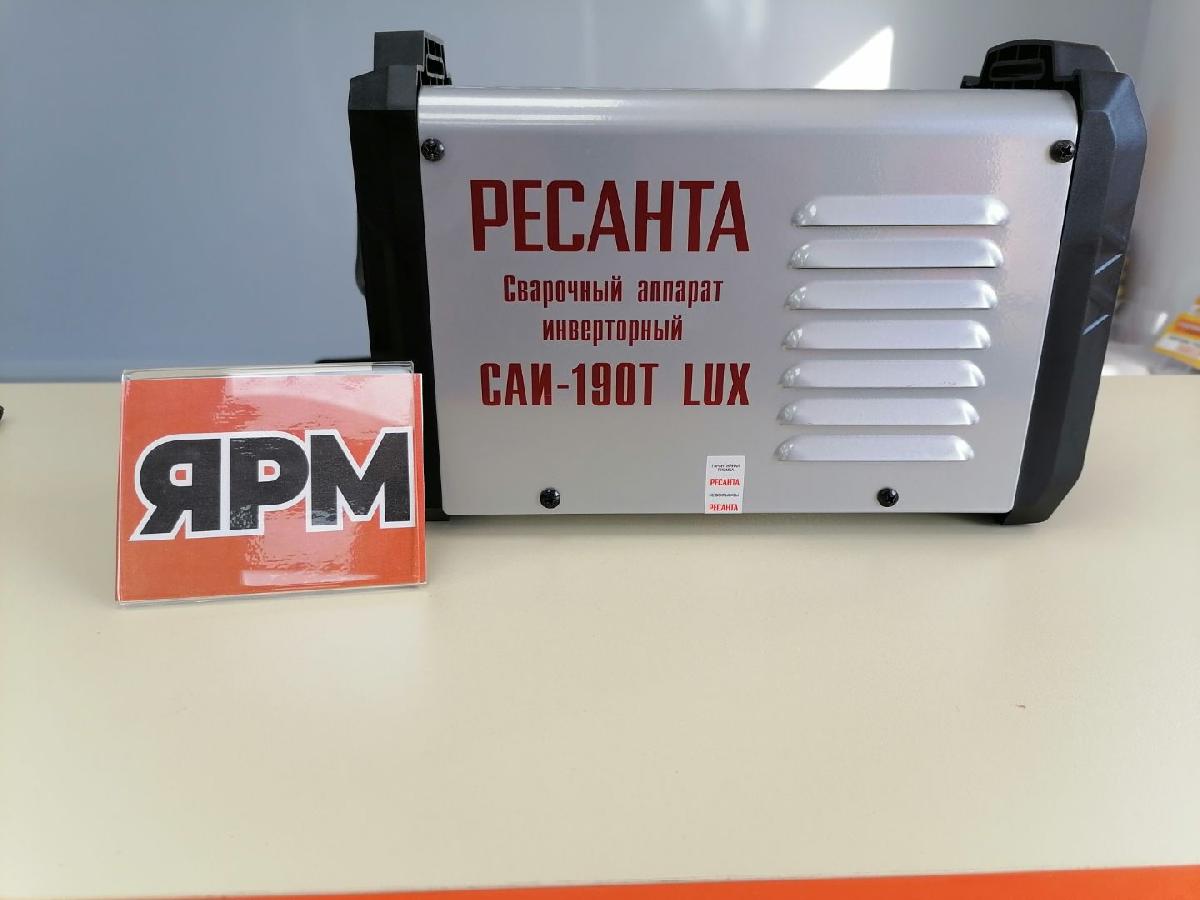 РЕСАНТА
Сварочный аппарат
инверторный
САИ-190Т LUX
ЯРМ
РЕСАНТА
РЕСАНТА